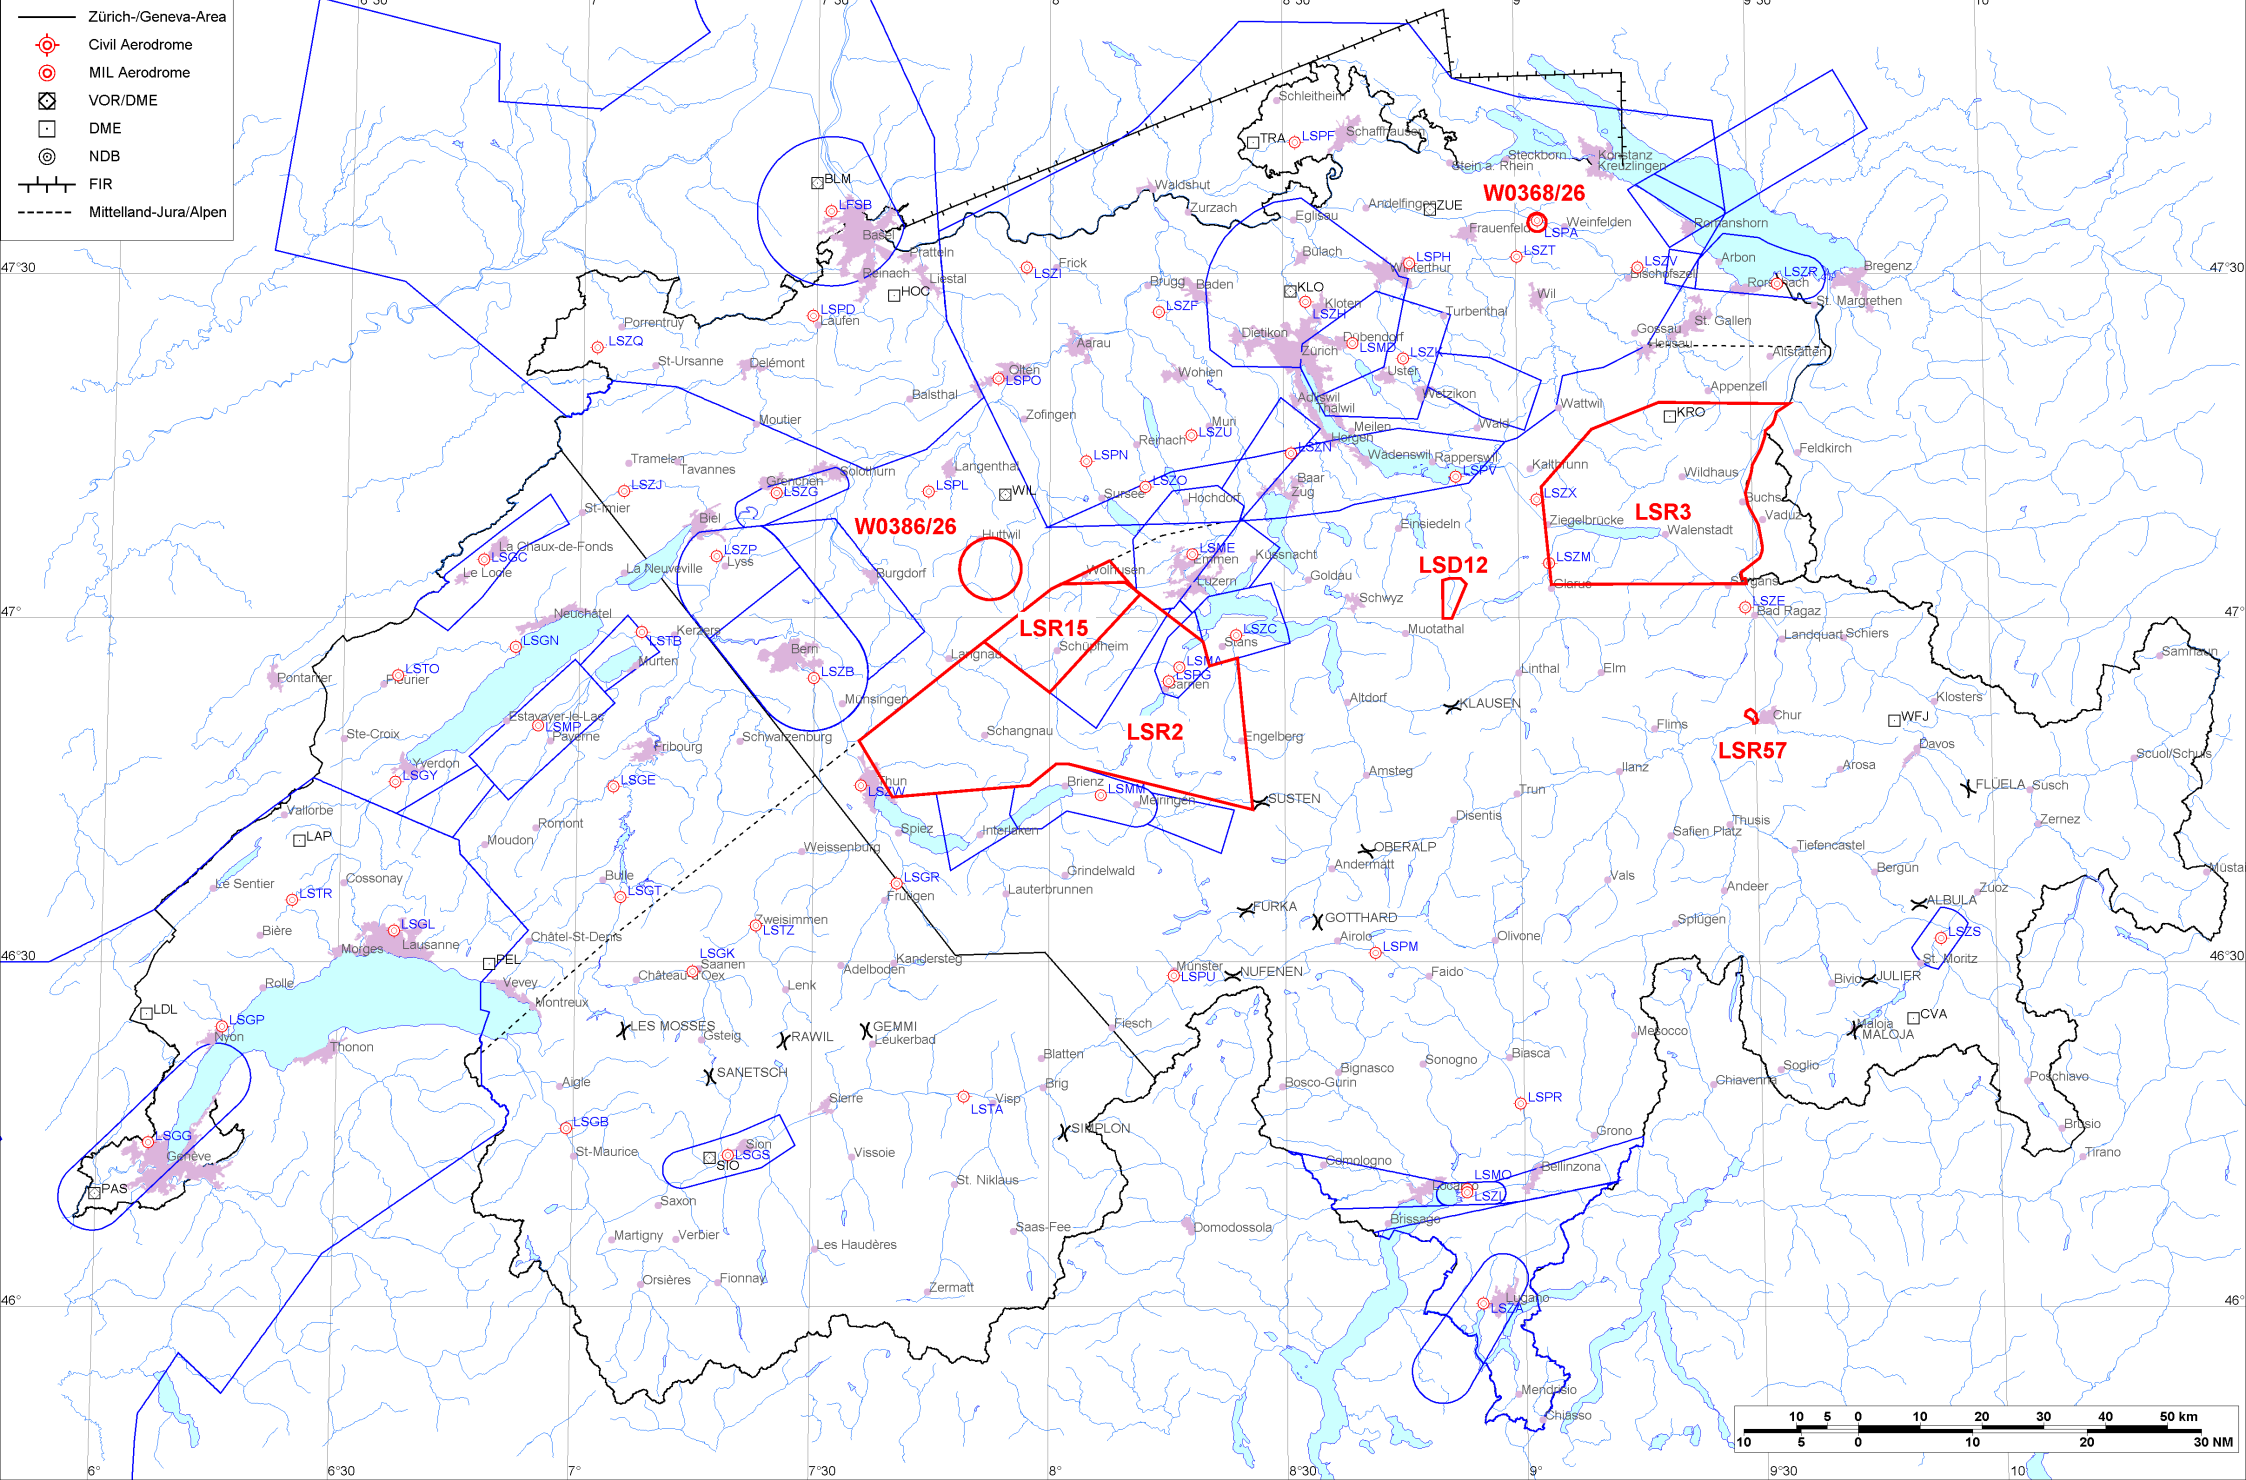 6°30
7°
7°30
8°
8°30
9°
9°30
10°
Zürich-/Geneva-Area
Civil Aerodrome
MIL Aerodrome
VOR/DME
DME
NDB
FIR
Mittelland-Jura/Alpen
Schleitheim
TRA
LSPF
Schaffhausen
Stein a. Rhein
Steckborn
Konstanz
Kreuzlingen
BLM
LFSB
Basel
Waldshut
Zurzach
Eglisau
Andelfingen
ZUE
W0368/26
Weinfelden
LSPA
Frauenfeld
Romanshorn
Pratteln
Reinach
Liestal
HOC
Frick
LSZI
Brugg
Baden
Bülach
LSPH
Winterthur
LSZT
LSZV
Bischofszell
Arbon
LSZR
Rorschach
Bregenz
St. Margrethen
47°30
47°30
LSPD
Laufen
Porrentruy
LSZQ
St-Ursanne
Delémont
LSZF
KLO
Kloten
LSZH
Dietikon
Zürich
Dübendorf
LSMD
LSZK
Turbenthal
Wil
Gossau
St. Gallen
Herisau
Altstätten
Aarau
Olten
LSPO
Wohlen
Uster
Wetzikon
Appenzell
Balsthal
Zofingen
Muri
Adliswil
Thalwil
Meilen
Horgen
Wald
Wattwil
KRO
Moutier
Reinach
LSZU
LSZN
Feldkirch
Tramelan
Tavannes
Solothurn
Grenchen
LSZG
Langenthal
LSPL
WIL
LSPN
LSZO
Sursee
Hochdorf
Baar
Zug
Wädenswil
Rapperswil
LSPV
Kaltbrunn
LSZX
Wildhaus
Buchs
Vaduz
LSZJ
St-Imier
Biel
W0386/26
Huttwil
Einsiedeln
Ziegelbrücke
LSR3
Walenstadt
La Chaux-de-Fonds
LSGC
Le Locle
LSZP
Lyss
La Neuveville
Burgdorf
Wolhusen
LSME
Emmen
Küssnacht
Luzern
Goldau
LSD12
LSZM
Glarus
Sargans
47°
47°
Neuchâtel
LSGN
LSTB
Kerzers
Murten
Bern
LSZB
LSR15
Langnau
Schüpfheim
LSZC
Stans
LSMA
LSPG
Sarnen
Schwyz
Muotathal
LSZE
Bad Ragaz
Landquart
Schiers
Samnaun
LSTO
Fleurier
Pontarlier
Estavayer-le-Lac
LSMP
Payerne
Münsingen
Linthal
Elm
Altdorf
KLAUSEN
Klosters
Ste-Croix
Fribourg
Schwarzenburg
Schangnau
LSR2
Engelberg
Flims
Chur
LSR57
WFJ
Davos
Scuol/Schuls
Yverdon
LSGY
LSGE
Thun
LSZW
Brienz
LSMM
Meiringen
SUSTEN
Amsteg
Ilanz
Arosa
FLÜELA
Susch
Vallorbe
LAP
Romont
Moudon
Spiez
Interlaken
Trun
Disentis
Safien Platz
Thusis
Zernez
Weissenburg
OBERALP
Tiefencastel
Le Sentier
Cossonay
LSTR
Bulle
LSGT
LSGR
Frutigen
Grindelwald
Lauterbrunnen
Andermatt
Vals
Andeer
Bergün
Zuoz
Bière
LSGL
Lausanne
Morges
Châtel-St-Denis
Zweisimmen
LSTZ
FURKA
GOTTHARD
Airolo
Olivone
Splügen
ALBULA
LSZS
St. Moritz
46°30
46°30
PEL
Vevey
LSGK
Saanen
Château-d'Oex
Adelboden
Kandersteg
Münster
LSPU
NUFENEN
LSPM
Faido
Bivio
JULIER
Rolle
Montreux
Lenk
LDL
LSGP
Nyon
Thonon
LES MOSSES
Gsteig
RAWIL
GEMMI
Leukerbad
Fiesch
Mesocco
CVA
Maloja
MALOJA
SANETSCH
Blatten
Brig
Bignasco
Bosco-Gurin
Sonogno
Biasca
Soglio
Chiavenna
Poschiavo
Aigle
LSGB
Sierre
LSTA
Visp
SIMPLON
LSPR
Grono
Brusio
LSGG
Genève
PAS
St-Maurice
Sion
LSGS
SIO
Vissoie
Comologno
Bellinzona
Tirano
LSMO
LSZL
Saxon
St. Niklaus
Brissago
Martigny
Verbier
Les Haudères
Saas-Fee
Domodossola
Orsières
Fionnay
Zermatt
46°
46°
Lugano
LSZA
Mendrisio
Chiasso
10 5 0 10 20 30 40 50 km
10 5 0 10 20 30 NM
6°
6°30
7°
7°30
8°
8°30
9°
9°30
10°